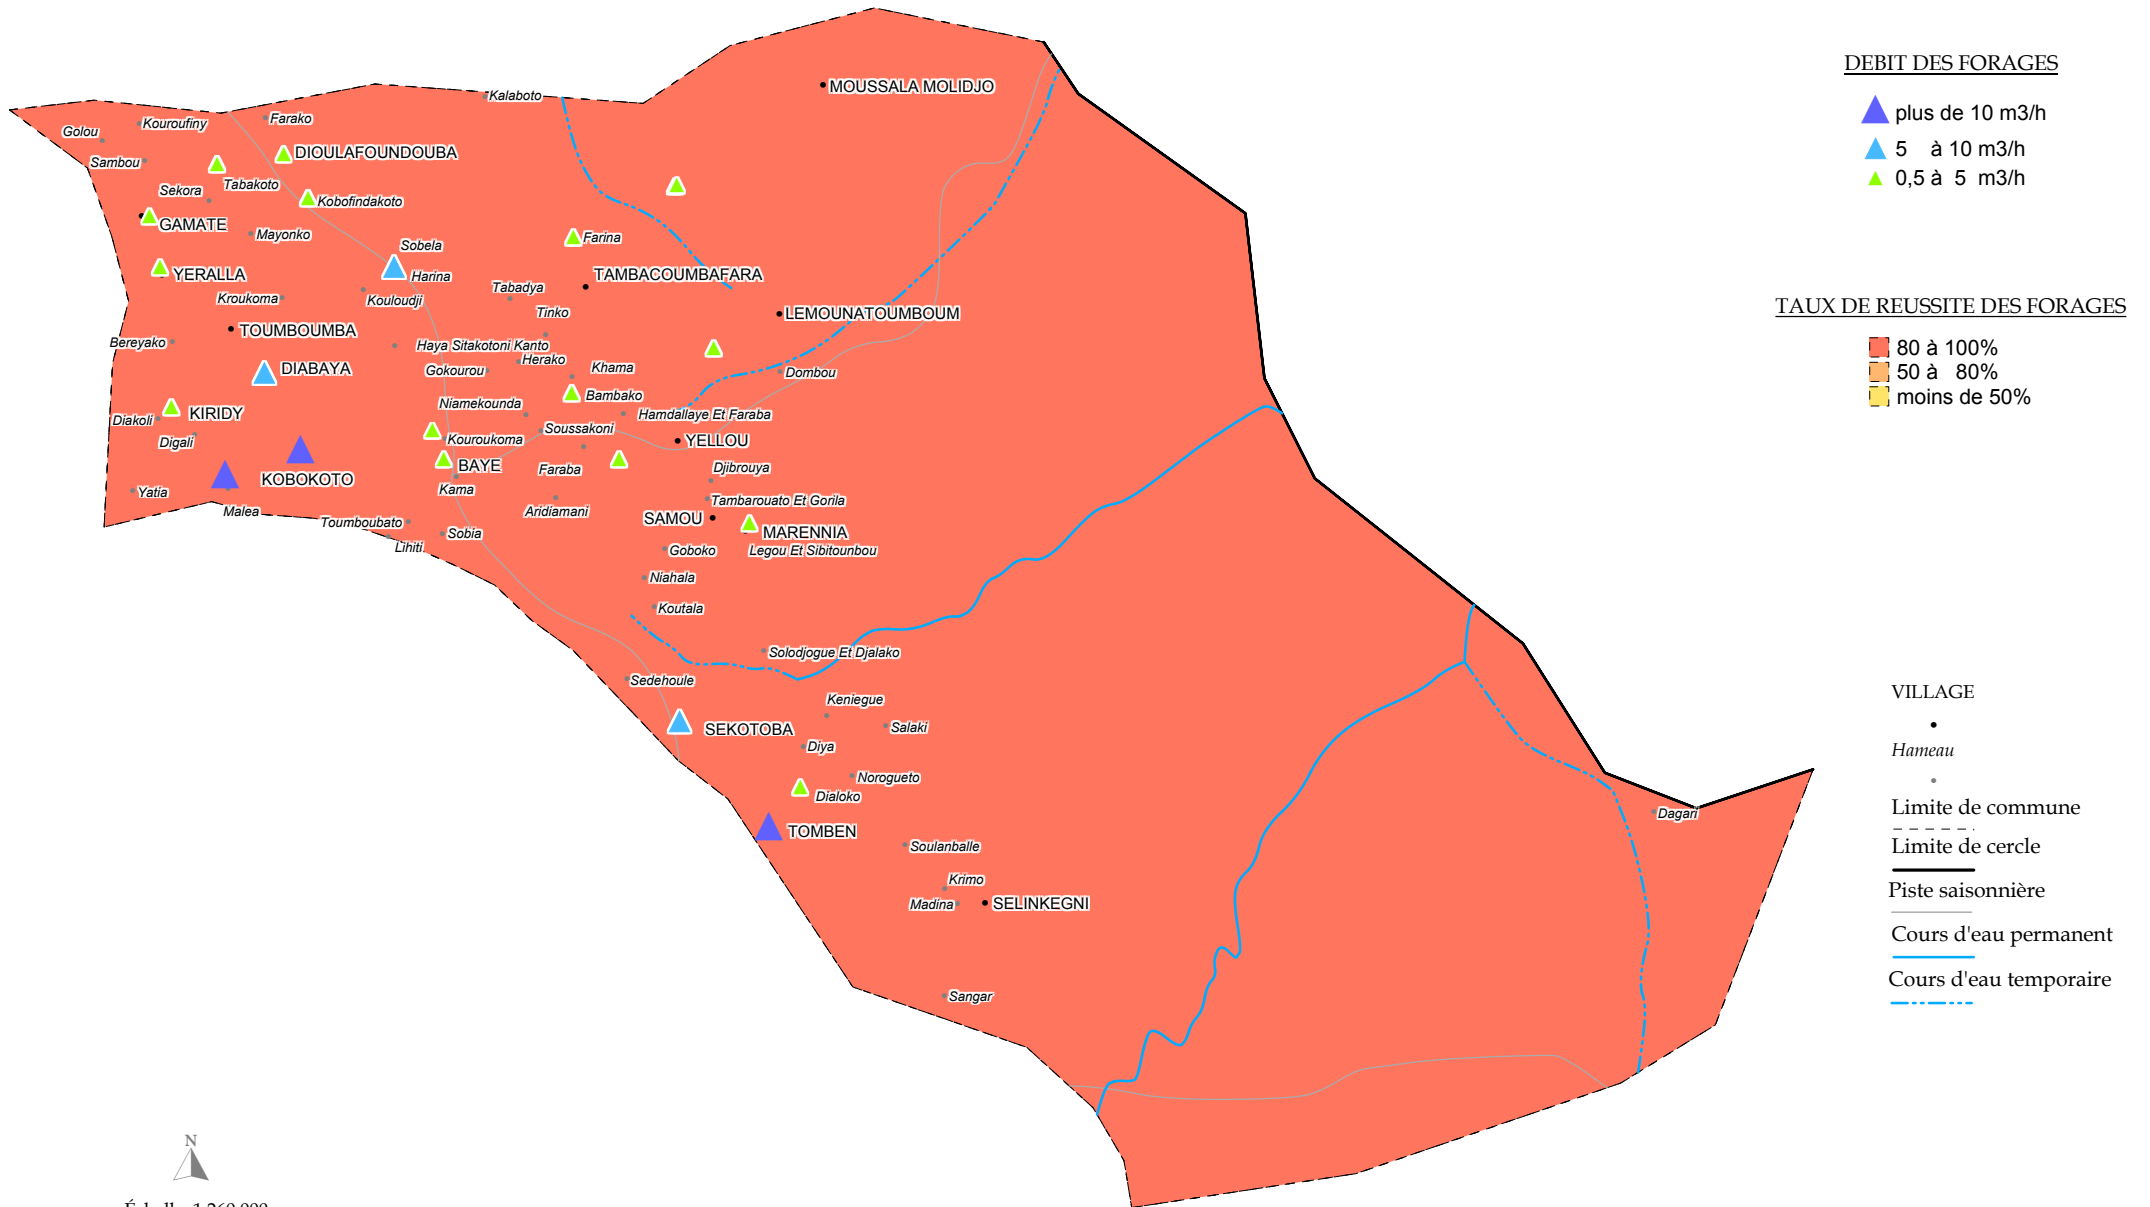 DEBIT DES FORAGES
plus de 10 m3/h
5 à 10 m3/h
0,5 à 5 m3/h
TAUX DE REUSSITE DES FORAGES
80 à 100%
50 à 80%
moins de 50%
VILLAGE
Hameau
Limite de commune
Limite de cercle
Piste saisonnière
Cours d'eau permanent
Cours d'eau temporaire
MOUSSALA MOLIDJO
Kalaboto
Farako
Kouroufiny
Golou
Sambou
DIOULAFOUNDOUBA
Tabakoto
Sekora
Kobofindakoto
GAMATE
Mayonko
Farina
Sobela
YERALLA
Harina
TAMBACOUMBAFARA
Tabadya
Kroukoma
Kouloudji
Tinko
LEMOUNATOUMBOUM
TOUMBOUMBA
Bereyako
Haya Sitakotoni Kanto
Herako
DIABAYA
Gokourou
Khama
Dombou
Bambako
Niamekounda
KIRIDY
Hamdallaye Et Faraba
Diakoli
Soussakoni
Digali
Kouroukoma
YELLOU
BAYE
Faraba
Djibrouya
KOBOKOTO
Kama
Yatia
Tambarouato Et Gorila
Malea
Aridiamani
SAMOU
Toumboubato
MARENNIA
Sobia
Lihiti
Goboko
Legou Et Sibitounbou
Niahala
Koutala
Solodjogue Et Djalako
Sedehoule
Keniegue
SEKOTOBA
Salaki
Diya
Norogueto
Dialoko
TOMBEN
Dagari
Soulanballe
Krimo
Madina
SELINKEGNI
Sangar
N